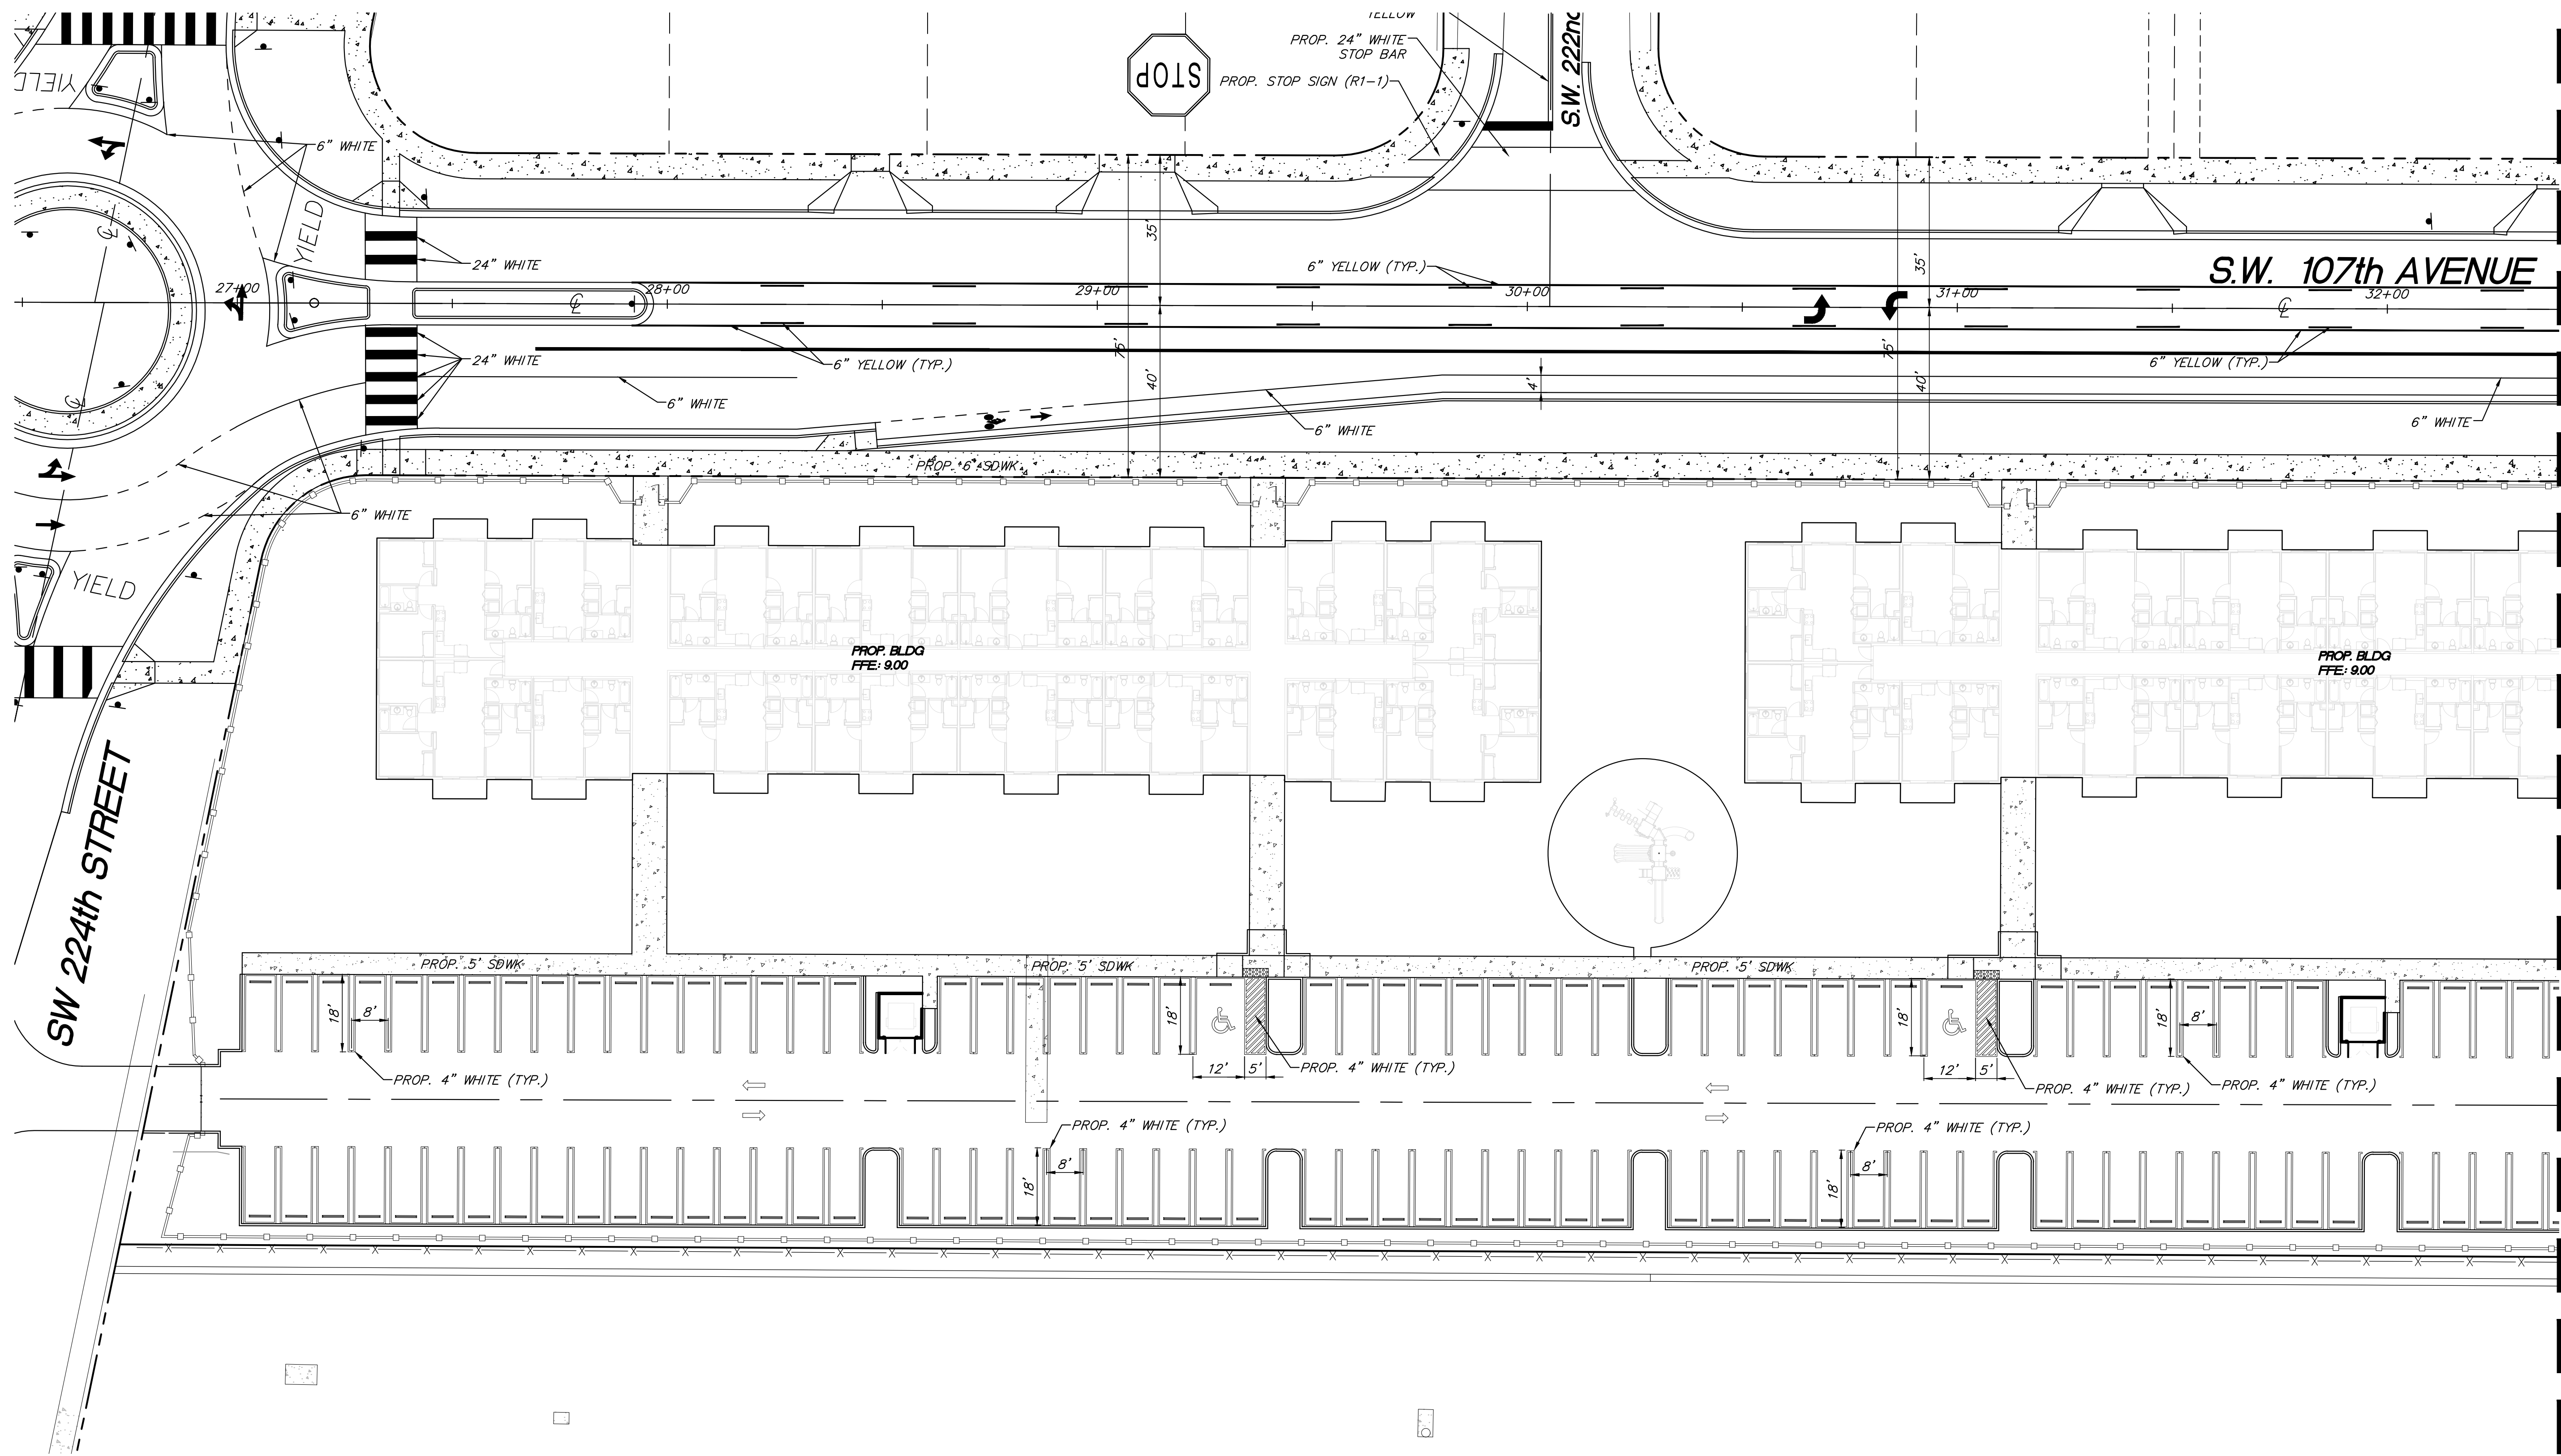 YELLOW
PROP. 24" WHITE
STOP BAR
PROP. STOP SIGN (R1-1)
STOP
S.W. 222nd
YIELD
6" WHITE
YIELD
24" WHITE
6" YELLOW (TYP.)
S.W. 107th AVENUE
27+00
28+00
29+00
30+00
31+00
32+00
35'
35'
75'
75'
40'
40'
4'
24" WHITE
6" YELLOW (TYP.)
6" YELLOW (TYP.)
6" WHITE
6" WHITE
6" WHITE
PROP. 6' SDWK
6" WHITE
YIELD
PROP. BLDG
FFE.: 9.00
PROP. BLDG
FFE.: 9.00
SW 224th STREET
PROP. 5' SDWK
PROP. 5' SDWK
PROP. 5' SDWK
18'
8'
18'
18'
18'
8'
12'
5'
12'
5'
PROP. 4" WHITE (TYP.)
PROP. 4" WHITE (TYP.)
PROP. 4" WHITE (TYP.)
PROP. 4" WHITE (TYP.)
PROP. 4" WHITE (TYP.)
PROP. 4" WHITE (TYP.)
18'
8'
18'
8'